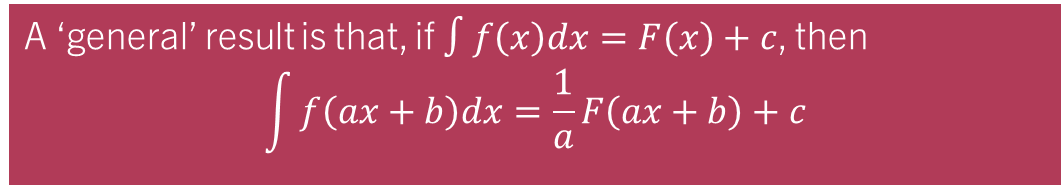 A ‘general’ result is that, if ∫ f(x)dx = F(x) + c, then
∫ f(ax + b)dx = 1/a F(ax + b) + c